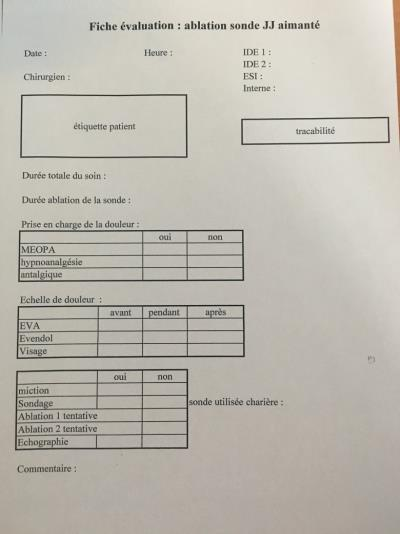 Fiche évaluation : ablation sonde JJ aimanté
Date : Heure : IDE 1 :
IDE 2 :
Chirurgien : ESI :
Interne :
étiquette patient
tracabilité
Durée totale du soin :
Durée ablation de la sonde :
Prise en charge de la douleur :
oui non
MEOPA
hypnoanalgésie
antalgique
Echelle de douleur :
avant pendant après
EVA
Evendol
Visage
oui non
miction
Sondage sonde utilisée charière :
Ablation 1 tentative
Ablation 2 tentative
Echographie
Commentaire :